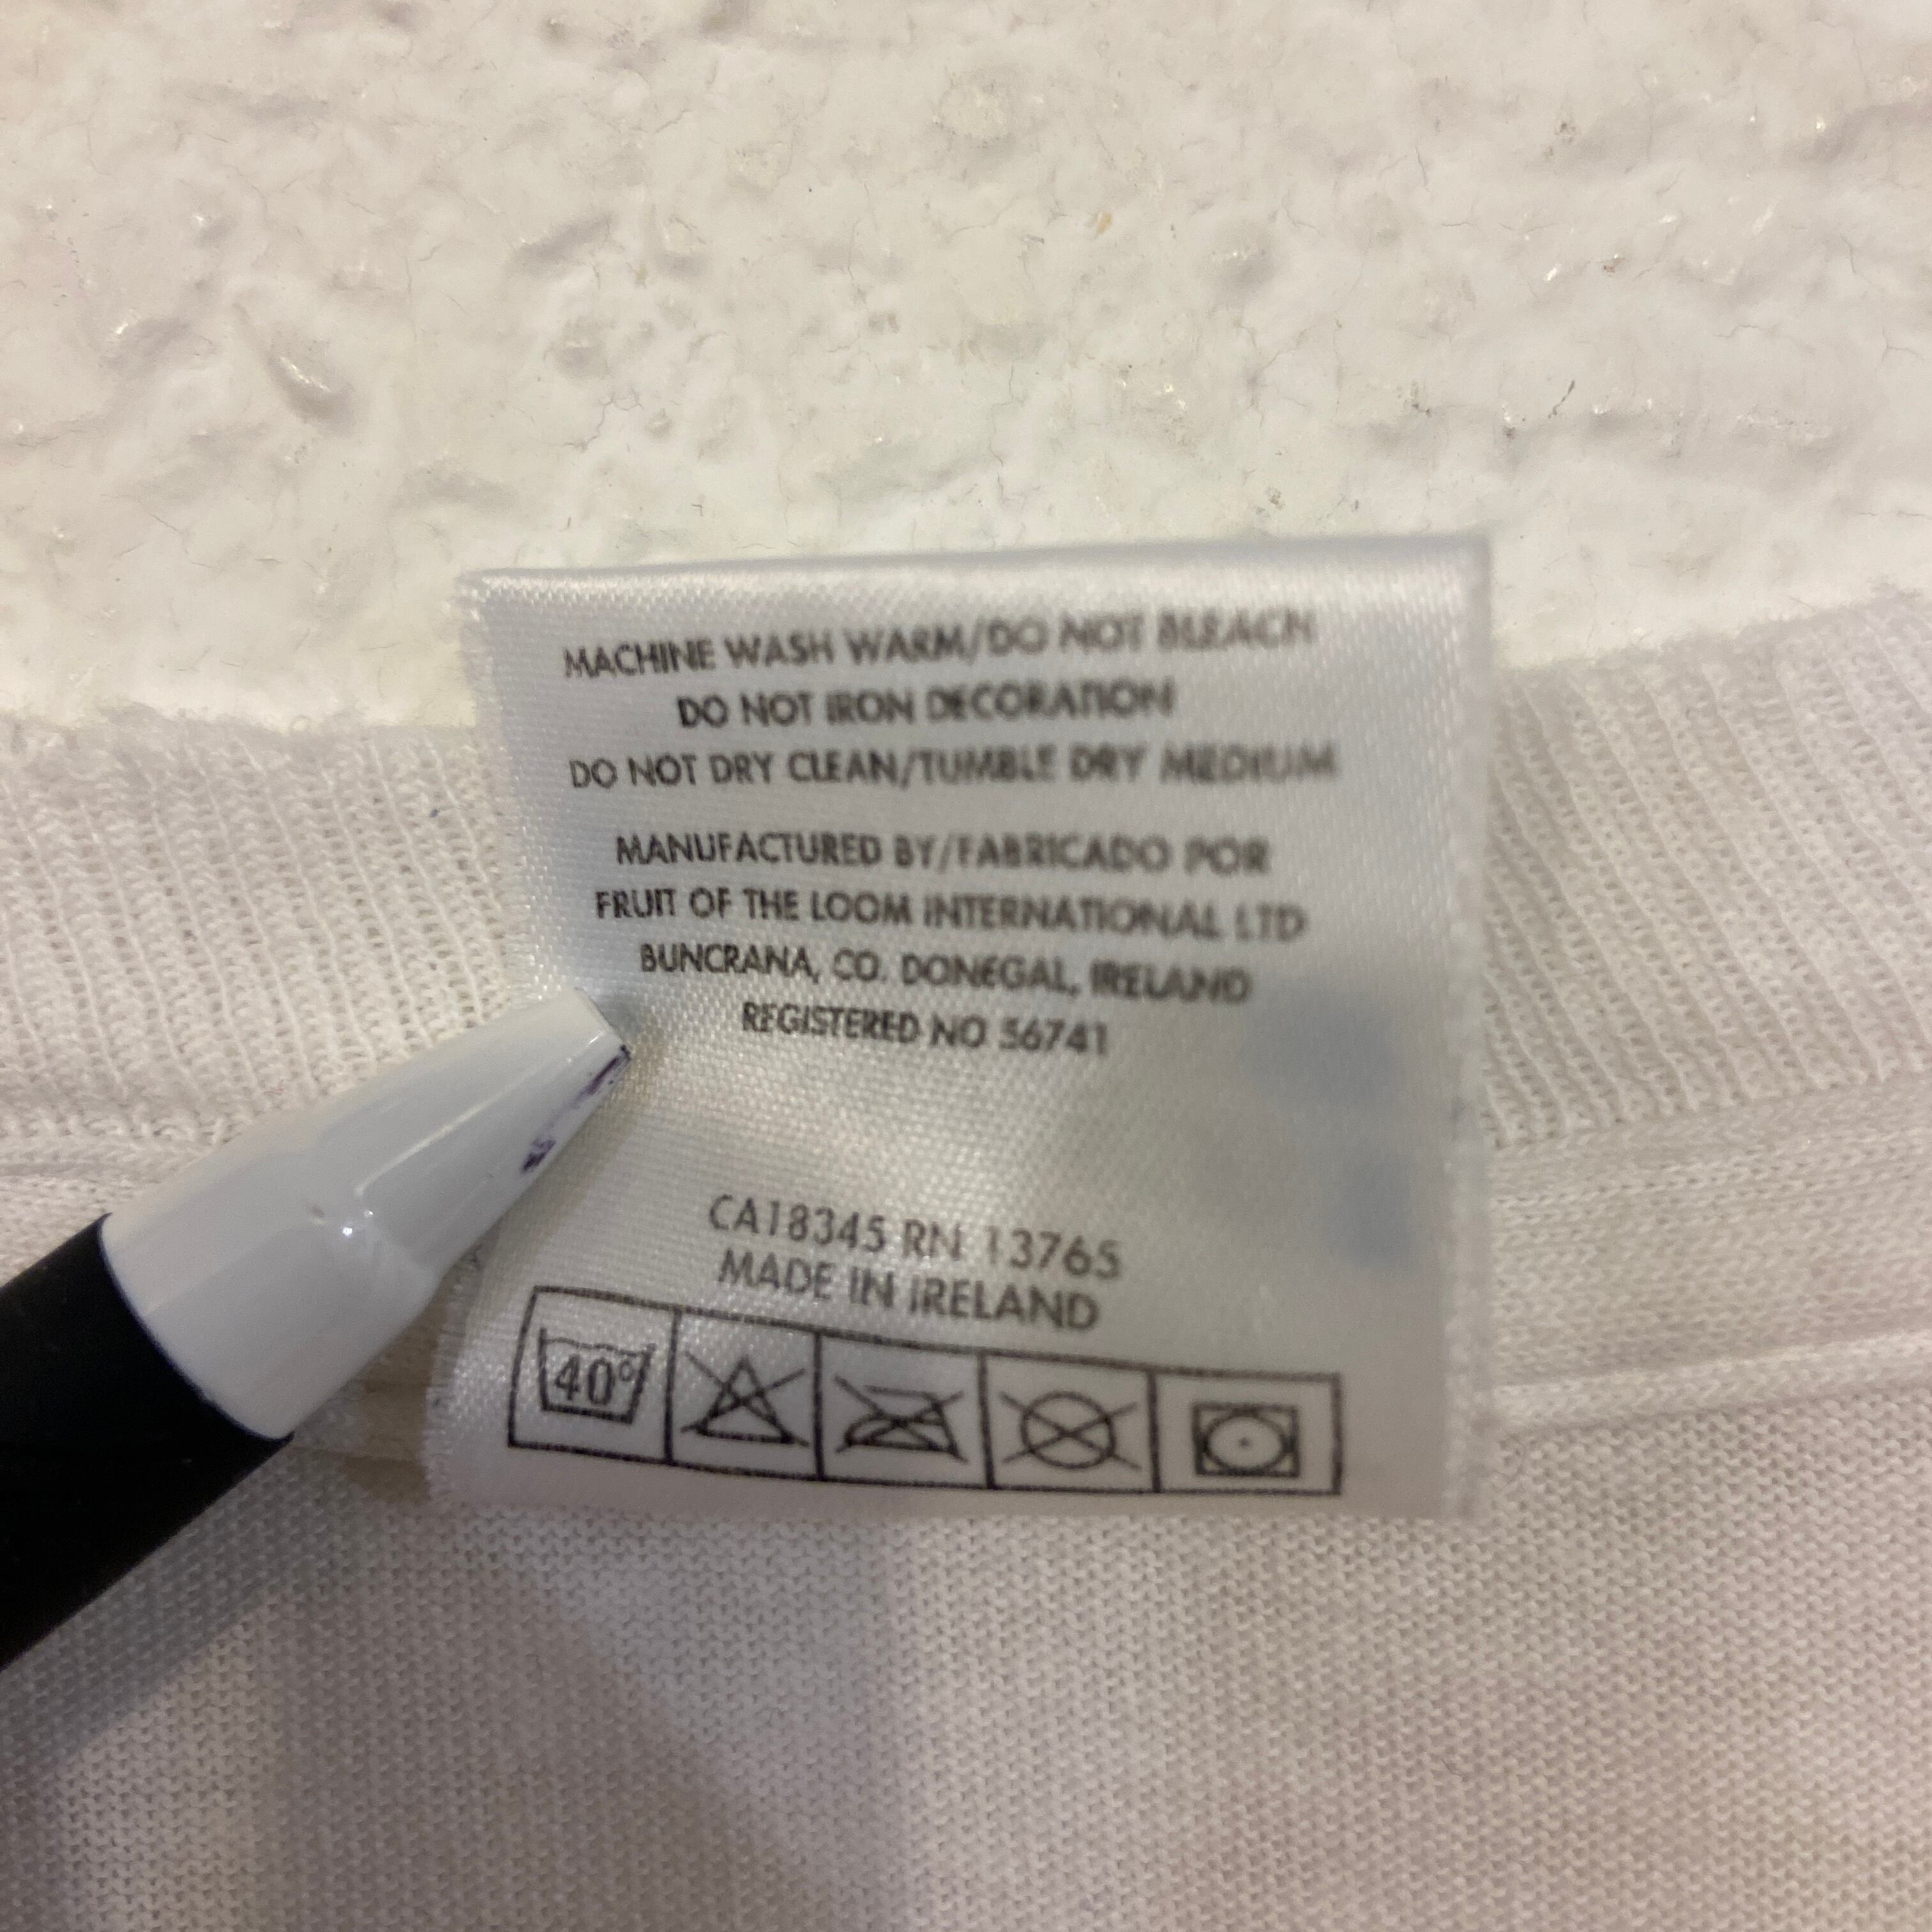 MACHINE WASH WARM/DO NOT BLEACH
DO NOT IRON DECORATION
DO NOT DRY CLEAN/TUMBLE DRY MEDIUM
MANUFACTURED BY/FABRICADO POR
FRUIT OF THE LOOM INTERNATIONAL LTD
BUNCRANA, CO. DONEGAL, IRELAND
REGISTERED NO 56741
CA18345 RN 13765
MADE IN IRELAND
40°